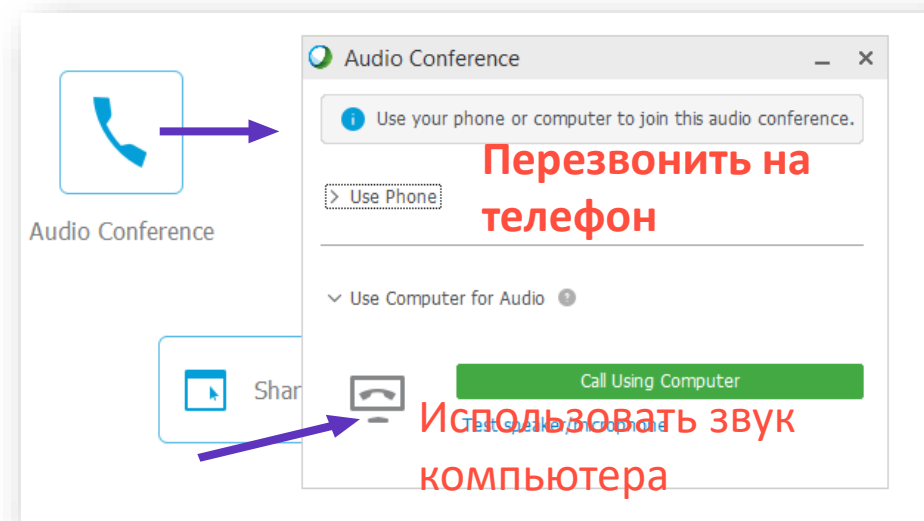 Audio Conference
Use your phone or computer to join this audio conference.
Перезвонить на
телефон
Use Phone
Audio Conference
Use Computer for Audio
Call Using Computer
Shar
Использовать звук
Test speaker/microphone
компьютера